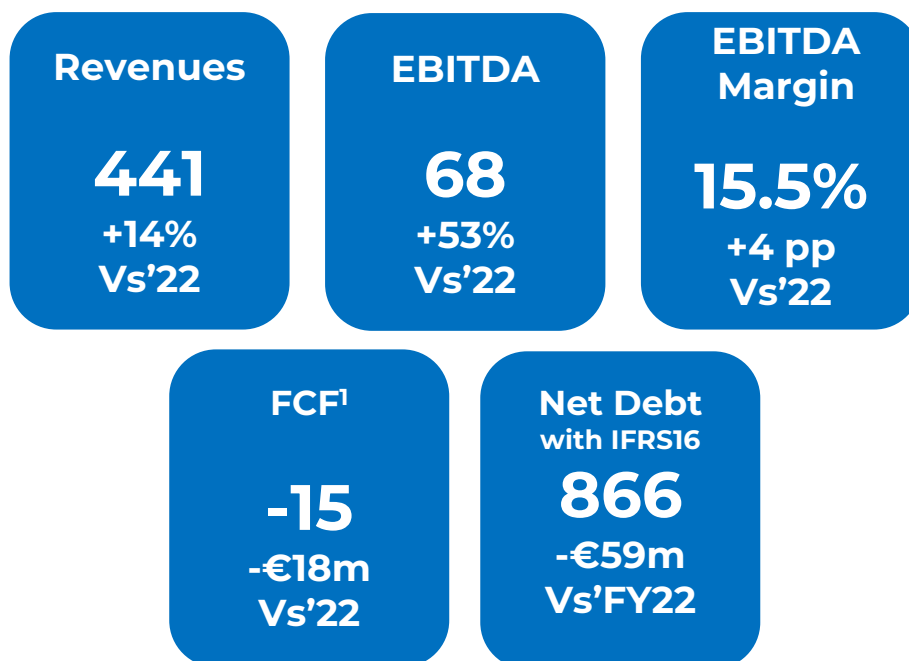 Revenues
441
+14%
Vs’22
EBITDA
68
+53%
Vs’22
EBITDA
Margin
15.5%
+4 pp
Vs’22
FCF¹
-15
-€18m
Vs’22
Net Debt
with IFRS16
866
-€59m
Vs’FY22